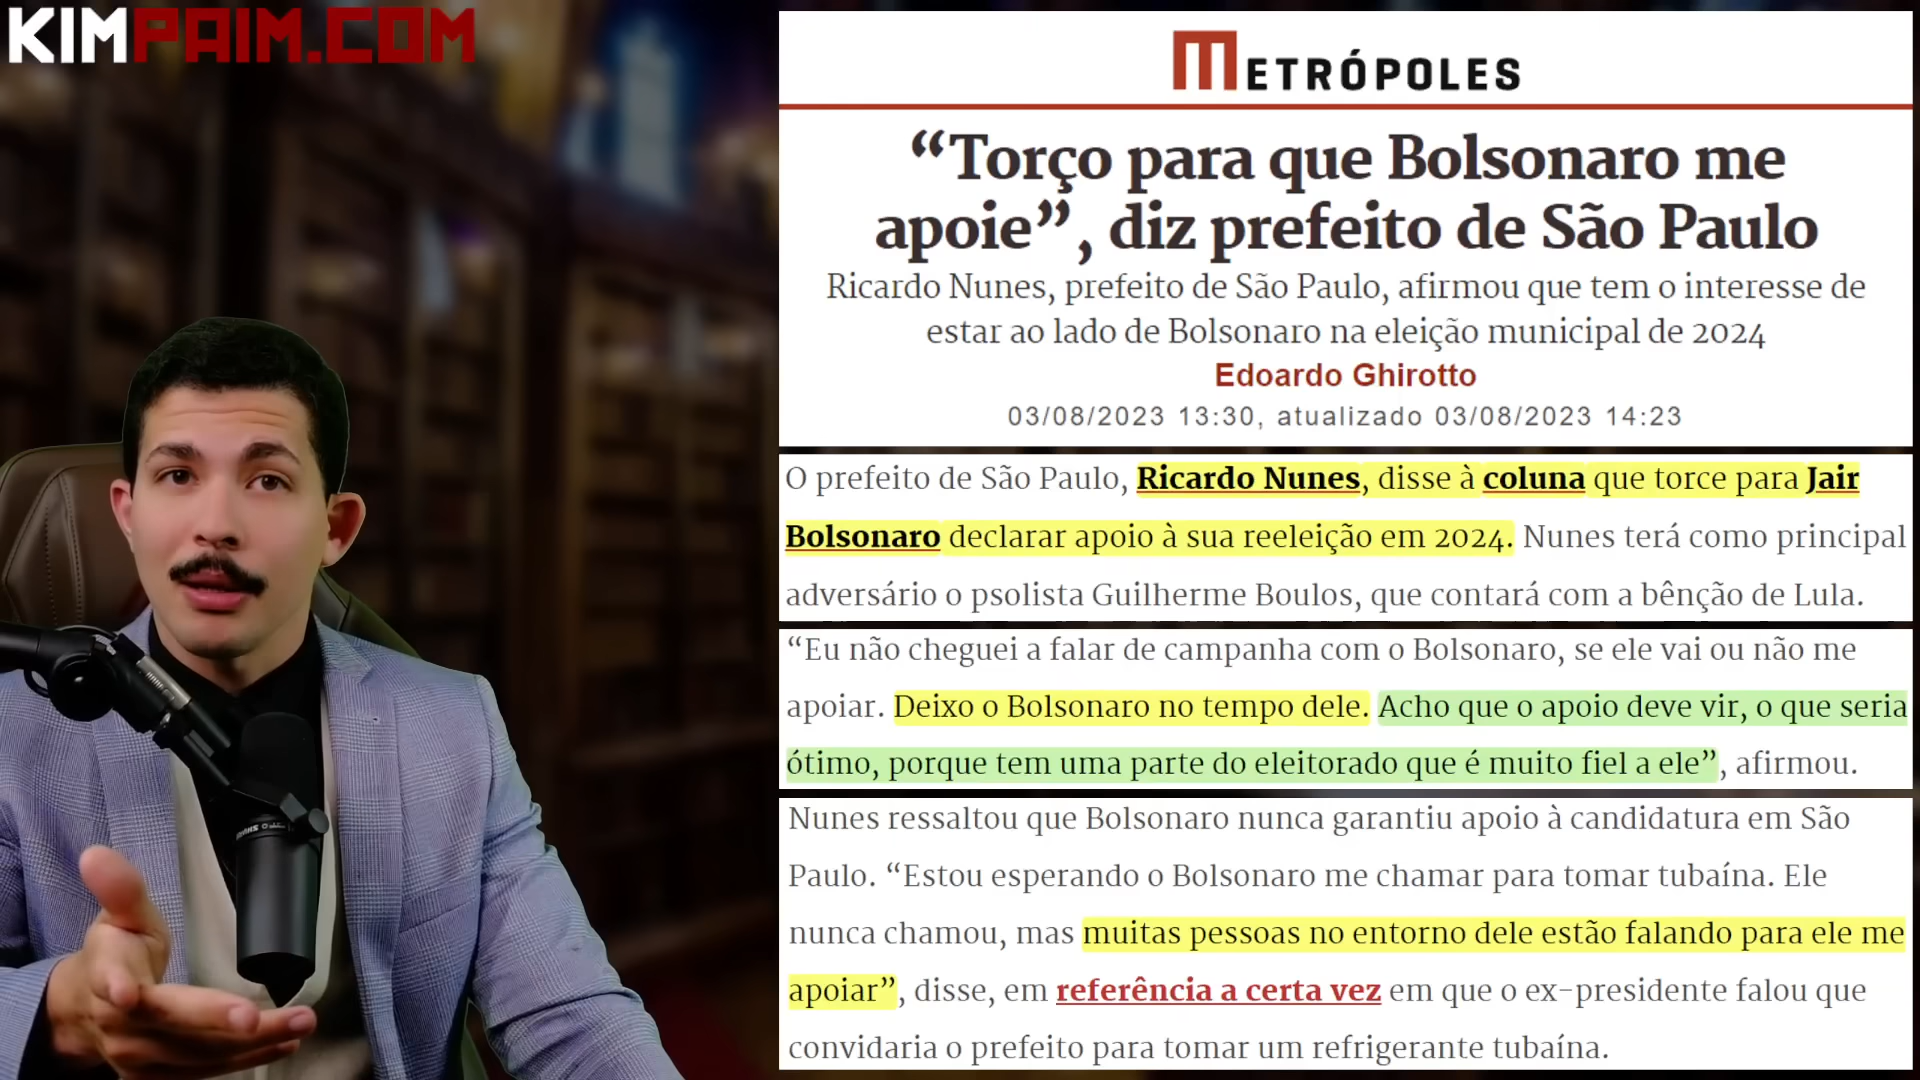 KIMPAIM.COM
METRÓPOLES
“Torço para que Bolsonaro me
apoie”, diz prefeito de São Paulo
Ricardo Nunes, prefeito de São Paulo, afirmou que tem o interesse de
estar ao lado de Bolsonaro na eleição municipal de 2024
Edoardo Ghirotto
03/08/2023 13:30, atualizado 03/08/2023 14:23
O prefeito de São Paulo, Ricardo Nunes, disse à coluna que torce para Jair
Bolsonaro declarar apoio à sua reeleição em 2024. Nunes terá como principal
adversário o psolista Guilherme Boulos, que contará com a bênção de Lula.
“Eu não cheguei a falar de campanha com o Bolsonaro, se ele vai ou não me
apoiar. Deixo o Bolsonaro no tempo dele. Acho que o apoio deve vir, o que seria
ótimo, porque tem uma parte do eleitorado que é muito fiel a ele”, afirmou.
Nunes ressaltou que Bolsonaro nunca garantiu apoio à candidatura em São
Paulo. “Estou esperando o Bolsonaro me chamar para tomar tubaína. Ele
nunca chamou, mas muitas pessoas no entorno dele estão falando para ele me
apoiar”, disse, em referência a certa vez em que o ex-presidente falou que
convidaria o prefeito para tomar um refrigerante tubaína.